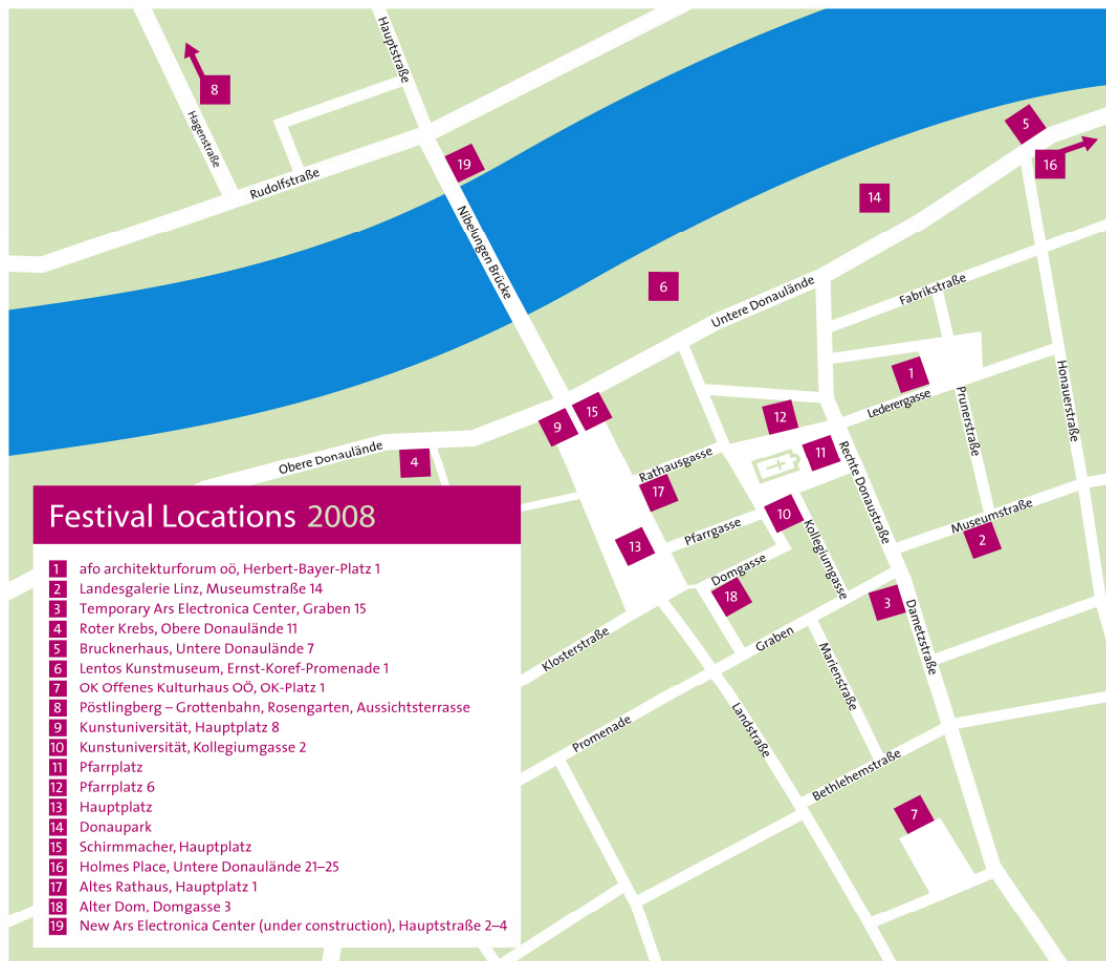 Hauptstraße
8
Hagenstraße
5
19
16
Rudolfstraße
14
Nibelungen Brücke
6
Fabrikstraße
Untere Donaulände
1
Honauerstraße
Prunerstraße
Lederergasse
15
12
9
Rechte Donaustraße
11
Obere Donaulände
4
Rathausgasse
17
10
Kollegiumgasse
Museumstraße
Pfarrgasse
2
13
Domgasse
18
3
Dametzstraße
Graben
Klosterstraße
Marienstraße
Landstraße
Promenade
Bethlehemstraße
7
Festival Locations 2008
1 afo architekturforum oö, Herbert-Bayer-Platz 1
2 Landesgalerie Linz, Museumstraße 14
3 Temporary Ars Electronica Center, Graben 15
4 Roter Krebs, Obere Donaulände 11
5 Brucknerhaus, Untere Donaulände 7
6 Lentos Kunstmuseum, Ernst-Koref-Promenade 1
7 OK Offenes Kulturhaus OÖ, OK-Platz 1
8 Pöstlingberg – Grottenbahn, Rosengarten, Aussichtsterrasse
9 Kunstuniversität, Hauptplatz 8
10 Kunstuniversität, Kollegiumgasse 2
11 Pfarrplatz
12 Pfarrplatz 6
13 Hauptplatz
14 Donaupark
15 Schirmmacher, Hauptplatz
16 Holmes Place, Untere Donaulände 21–25
17 Altes Rathaus, Hauptplatz 1
18 Alter Dom, Domgasse 3
19 New Ars Electronica Center (under construction), Hauptstraße 2–4